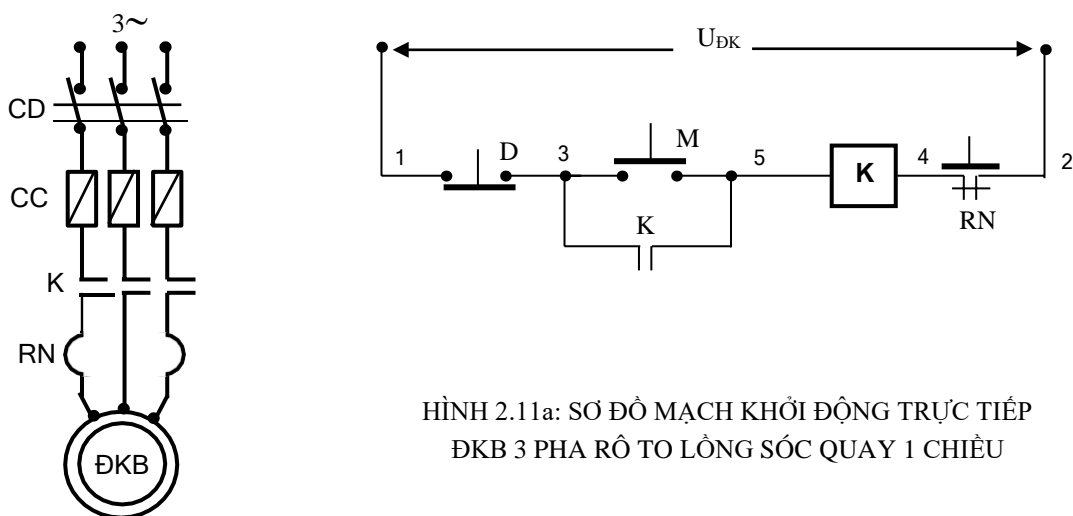 3~
CD
CC
K
RN
ĐKB
UĐK
1 D 3 M 5 K 4 RN 2
K
HÌNH 2.11a: SƠ ĐỒ MẠCH KHỞI ĐỘNG TRỰC TIẾP
ĐKB 3 PHA RÔ TO LỒNG SÓC QUAY 1 CHIỀU